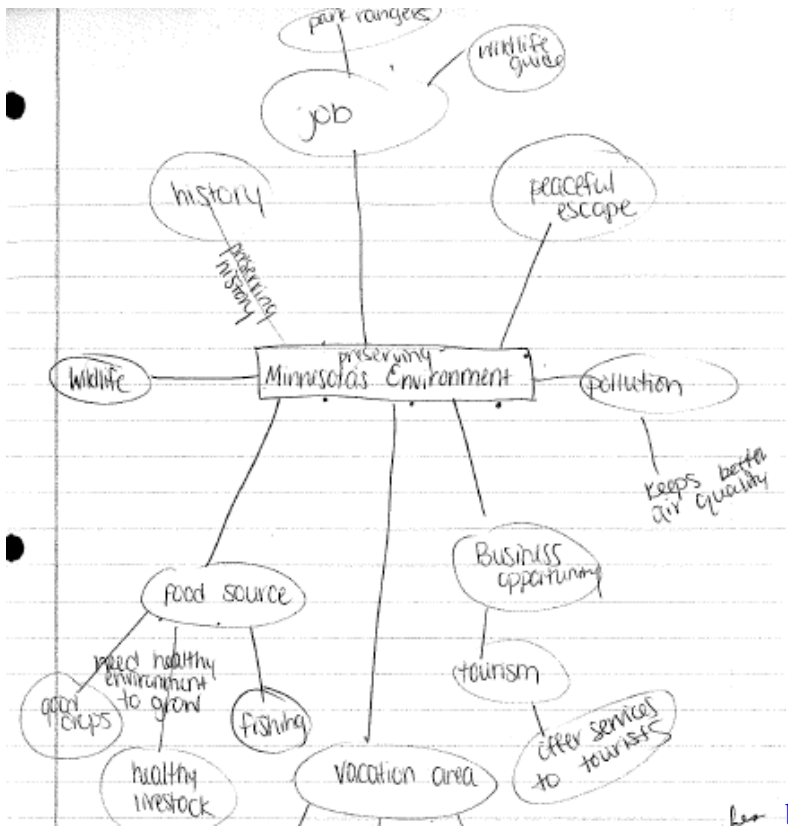 park rangers
wildlife
guide
job
history
peaceful
escape
preserving
history
preserving
Minnisota's Environment
Wildlife
pollution
keeps better
air quality
Business
opportunity
food source
need healthy
environment
to grow
tourism
good
crops
fishing
offer services
to tourists
healthy
livestock
vacation area